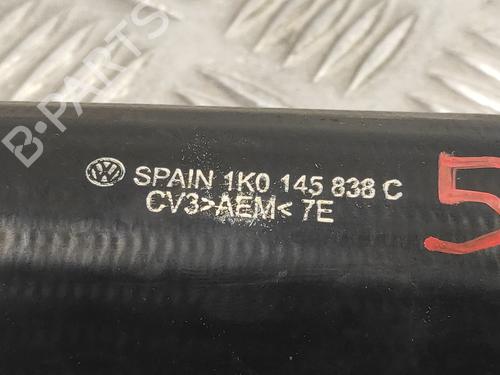 B-PARTS
SPAIN 1K0 145 838 C
CV3>AEM< 7E
5